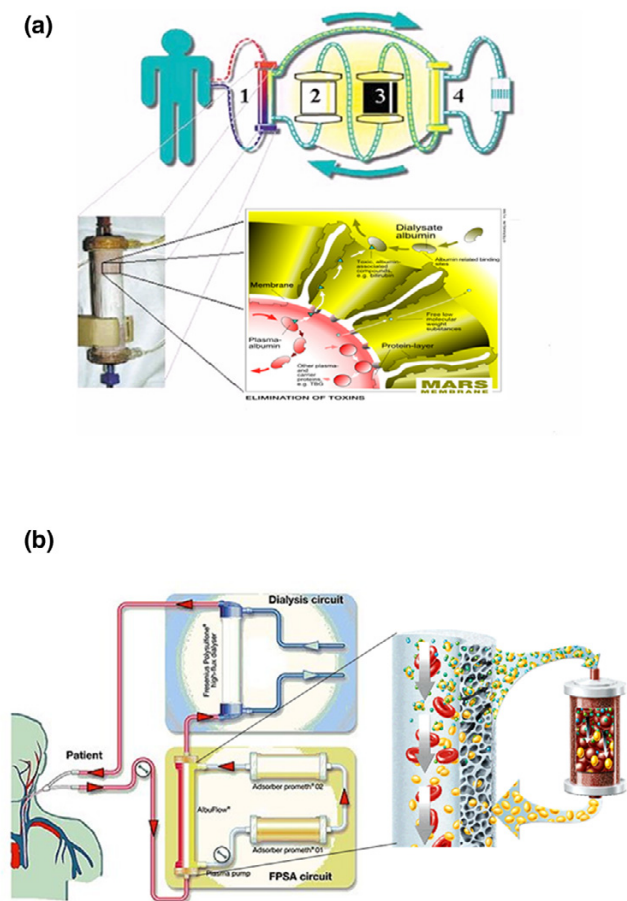 (a)
1
2
3
4
Dialysate
albumin
Toxic, albumin-
associated
compounds,
e.g. bilirubin
Albumin related binding
sites
Membrane
Free low
molecular
weight
substances
Plasma-
albumin
Protein-layer
Other plasma-
and
carrier
proteins,
e.g. TBG
MARS
MEMBRANE
ELIMINATION OF TOXINS
(b)
Dialysis circuit
Fresenius Polysulfone®
high-flux dialyser
Patient
Adsorber prometh® 02
AlbuFlow®
Adsorber prometh® 01
Plasma pump
FPSA circuit